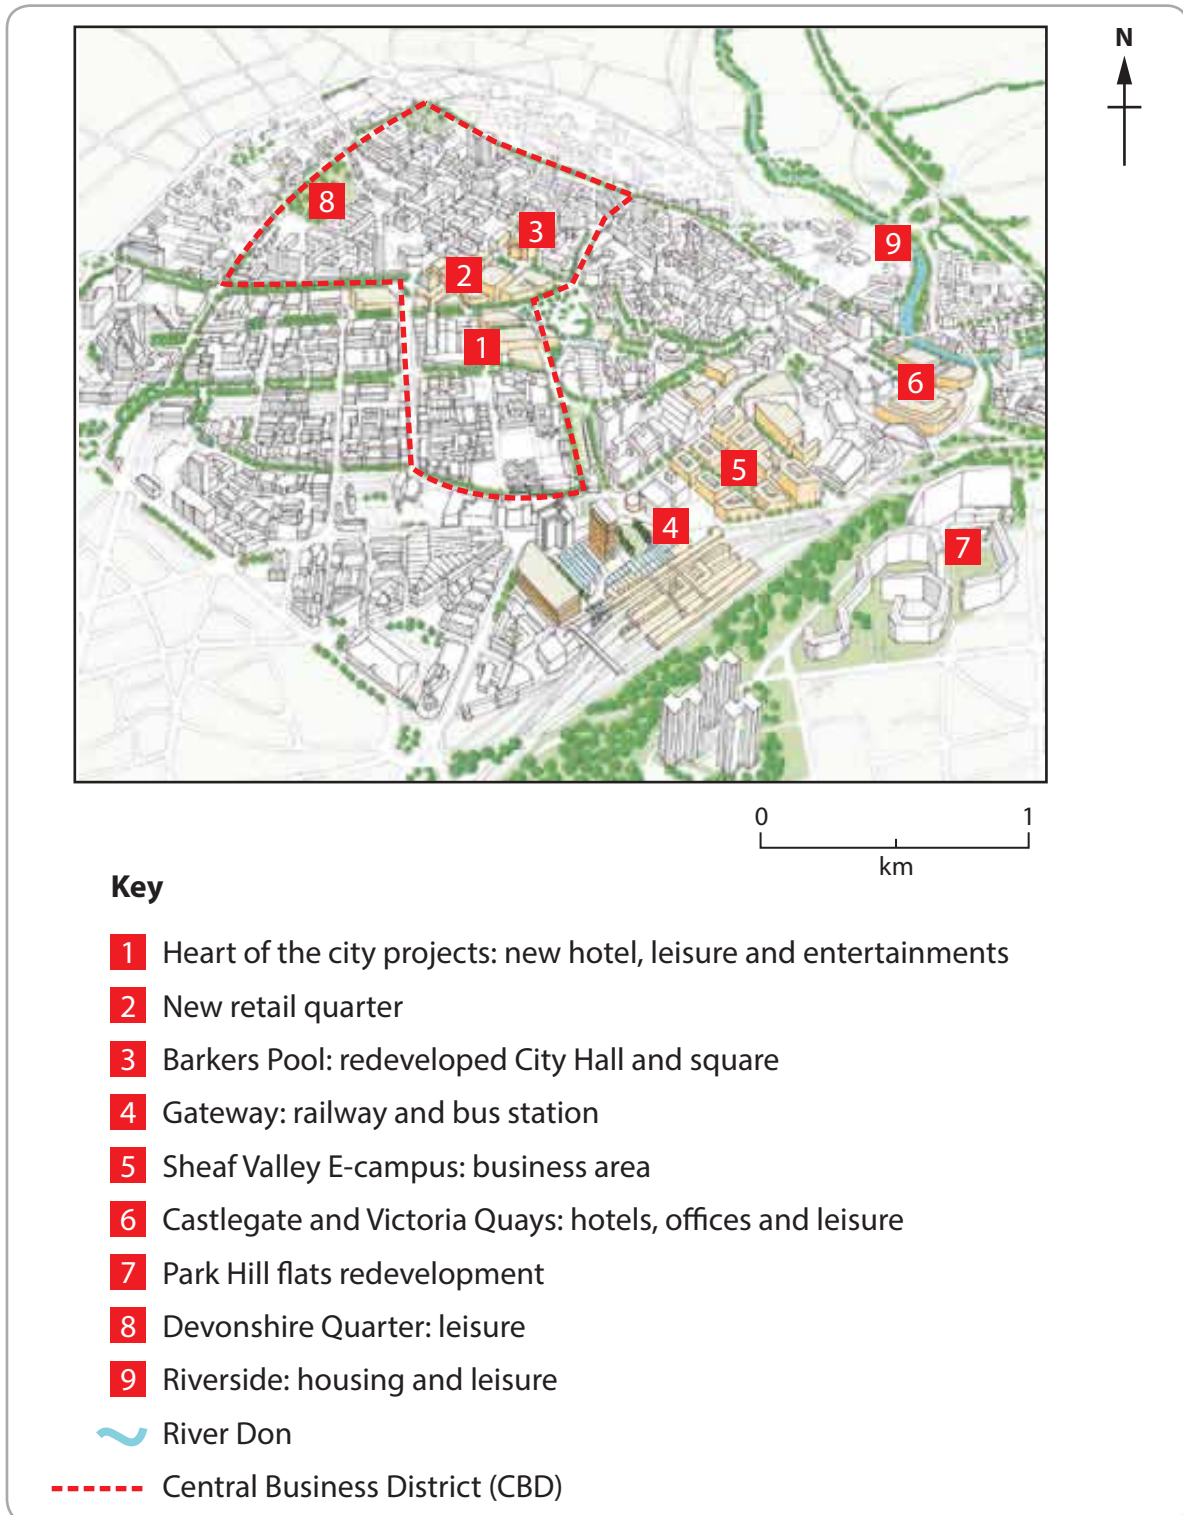 N
8
3
9
2
1
6
5
4
7
0 1
km
Key
1 Heart of the city projects: new hotel, leisure and entertainments
2 New retail quarter
3 Barkers Pool: redeveloped City Hall and square
4 Gateway: railway and bus station
5 Sheaf Valley E-campus: business area
6 Castlegate and Victoria Quays: hotels, offices and leisure
7 Park Hill flats redevelopment
8 Devonshire Quarter: leisure
9 Riverside: housing and leisure
River Don
Central Business District (CBD)